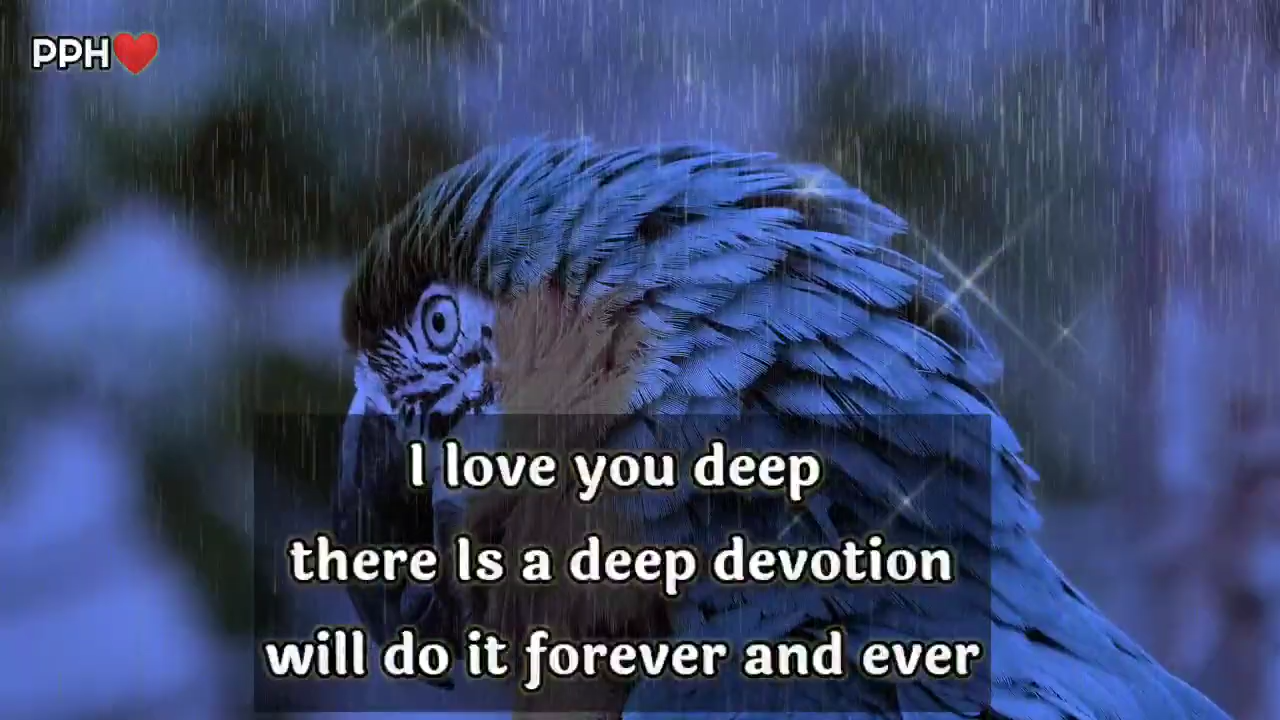 PPH❤️
I love you deep
there Is a deep devotion
will do it forever and ever